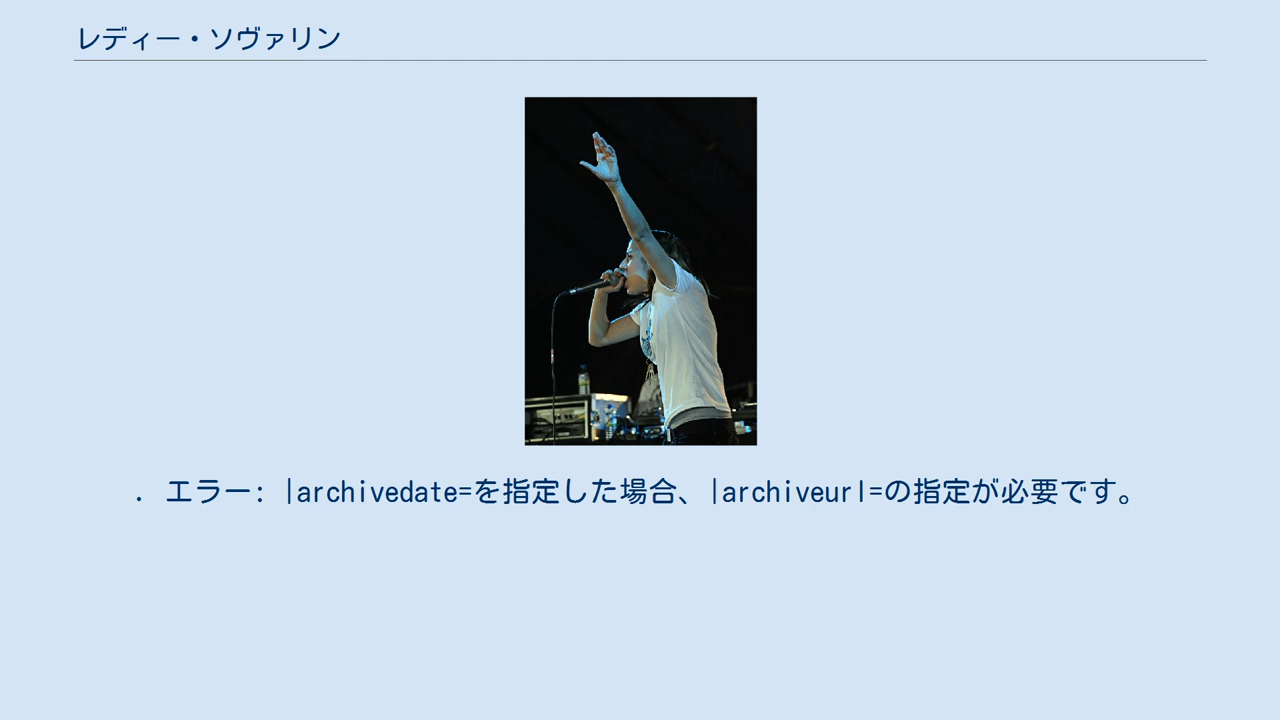 レディー・ソヴァリン
. エラー: |archivedate=を指定した場合、|archiveurl=の指定が必要です。